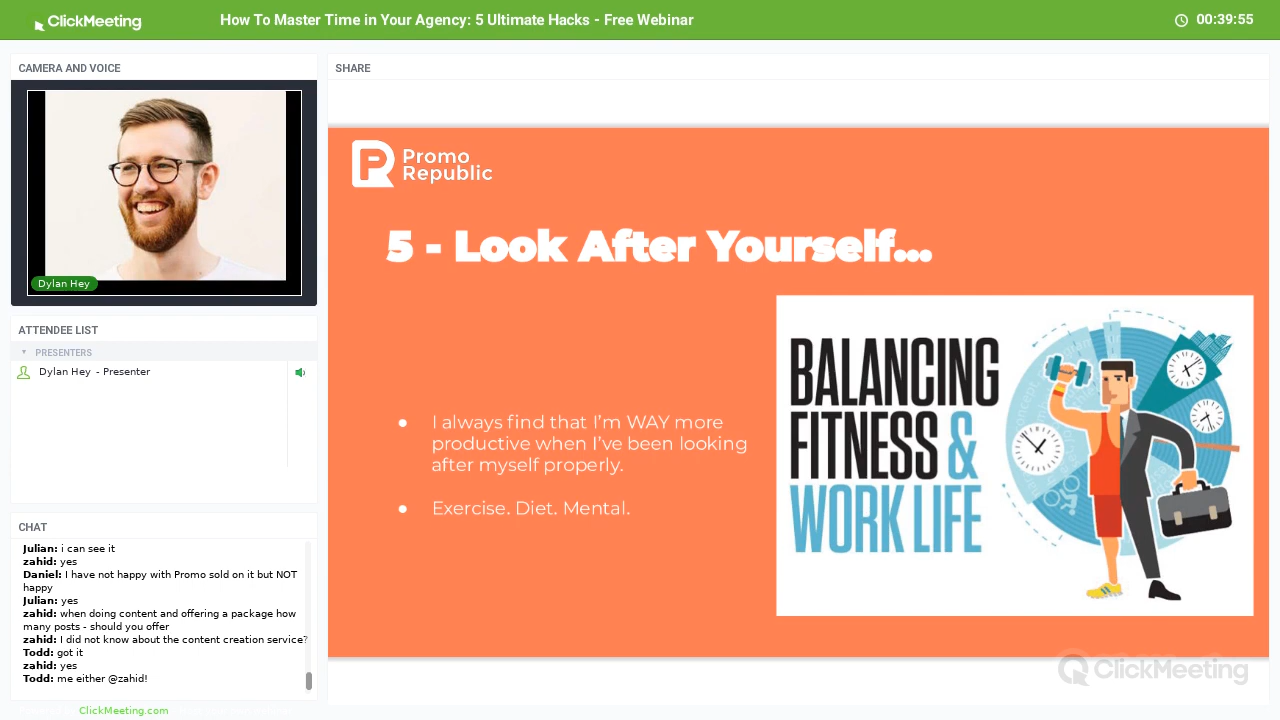 ClickMeeting
How To Master Time in Your Agency: 5 Ultimate Hacks - Free Webinar
00:39:55
CAMERA AND VOICE
Dylan Hey
ATTENDEE LIST
PRESENTERS
Dylan Hey - Presenter
CHAT
Julian: i can see it
zahid: yes
Daniel: I have not happy with Promo sold on it but NOT
happy
Julian: yes
zahid: when doing content and offering a package how
many posts - should you offer
zahid: I did not know about the content creation service?
Todd: got it
zahid: yes
Todd: me either @zahid!
ClickMeeting.com
SHARE
Promo
Republic
5 - Look After Yourself...
● I always find that I’m WAY more
productive when I’ve been looking
after myself properly.
● Exercise. Diet. Mental.
BALANCING
FITNESS &
WORK LIFE
ClickMeeting